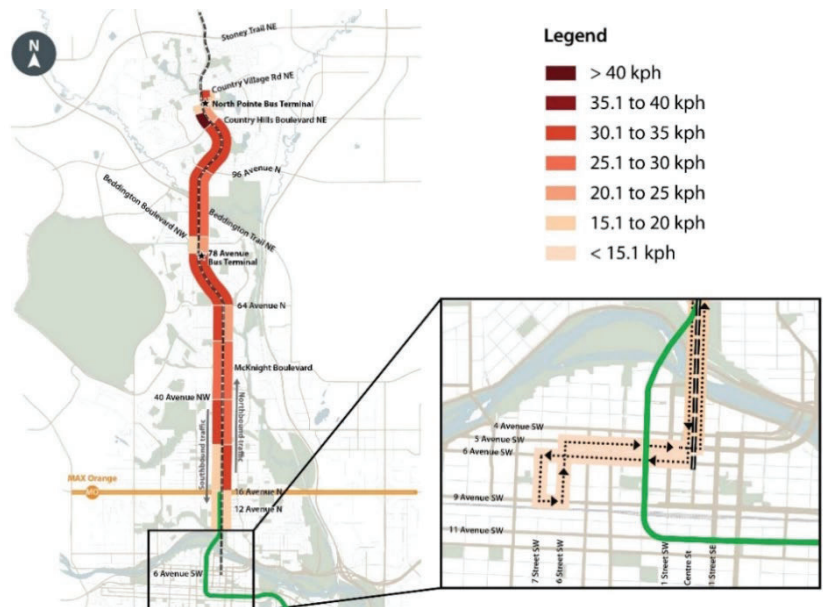 N
Stoney Trail NE
Country Village Rd NE
North Pointe Bus Terminal
Country Hills Boulevard NE
96 Avenue N
Beddington Boulevard NW
Beddington Trail NE
78 Avenue
Bus Terminal
64 Avenue N
McKnight Boulevard
40 Avenue NW
Southbound traffic
Northbound traffic
MAX Orange
MO
16 Avenue N
12 Avenue N
6 Avenue SW
Legend
> 40 kph
35.1 to 40 kph
30.1 to 35 kph
25.1 to 30 kph
20.1 to 25 kph
15.1 to 20 kph
< 15.1 kph
4 Avenue SW
5 Avenue SW
6 Avenue SW
9 Avenue SW
11 Avenue SW
7 Street SW
6 Street SW
1 Street SW
Centre St
1 Street SE